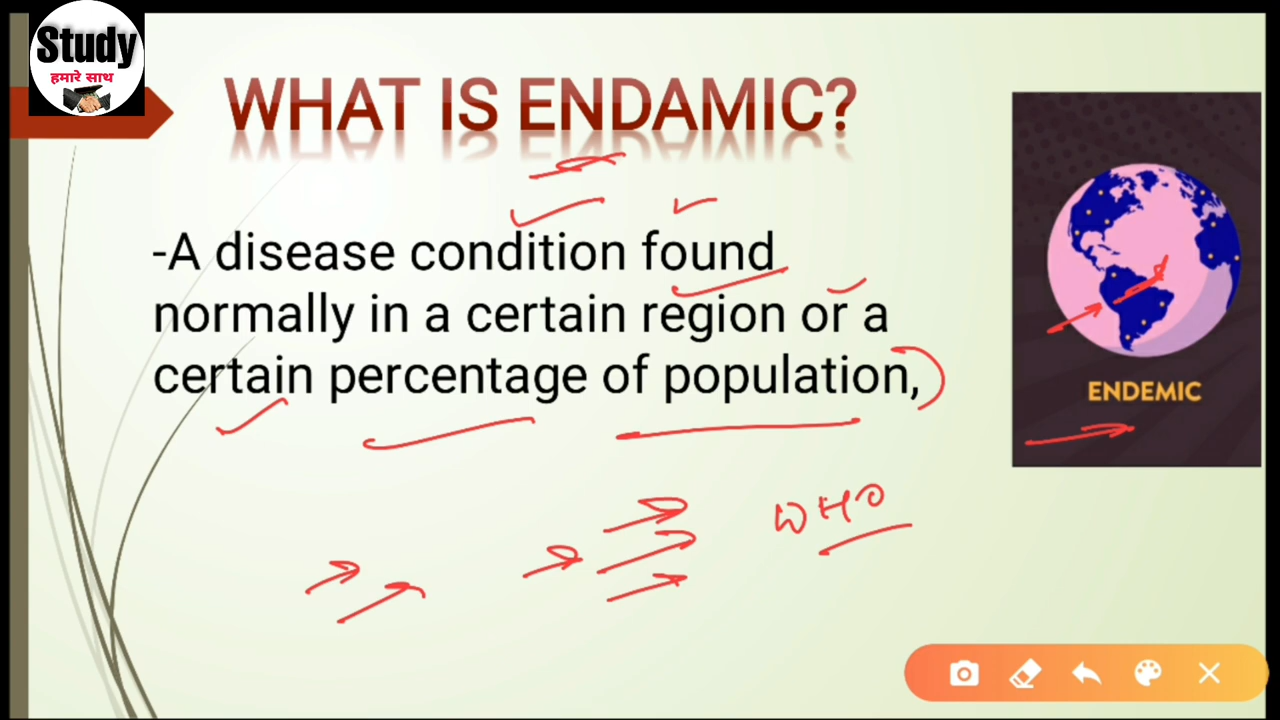 Study
हमारे साथ
WHAT IS ENDAMIC?
-A disease condition found
normally in a certain region or a
certain percentage of population,
ENDEMIC
WHO